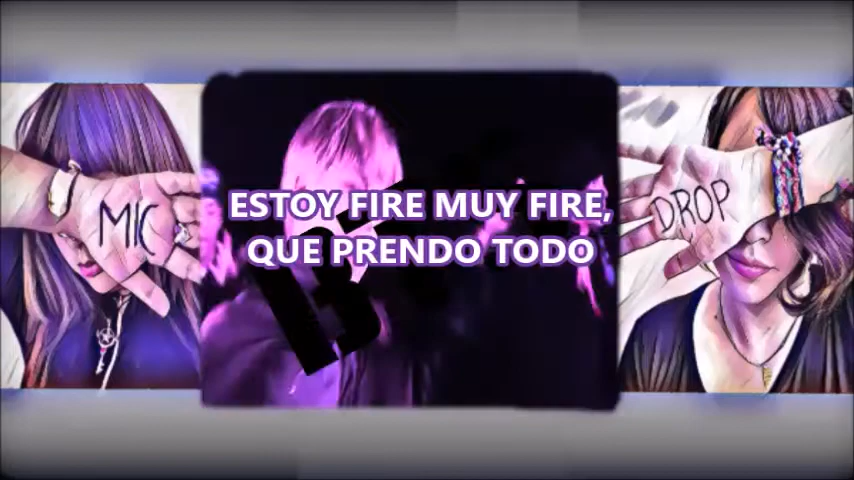 MIC
ESTOY FIRE MUY FIRE,
QUE PRENDO TODO
DROP